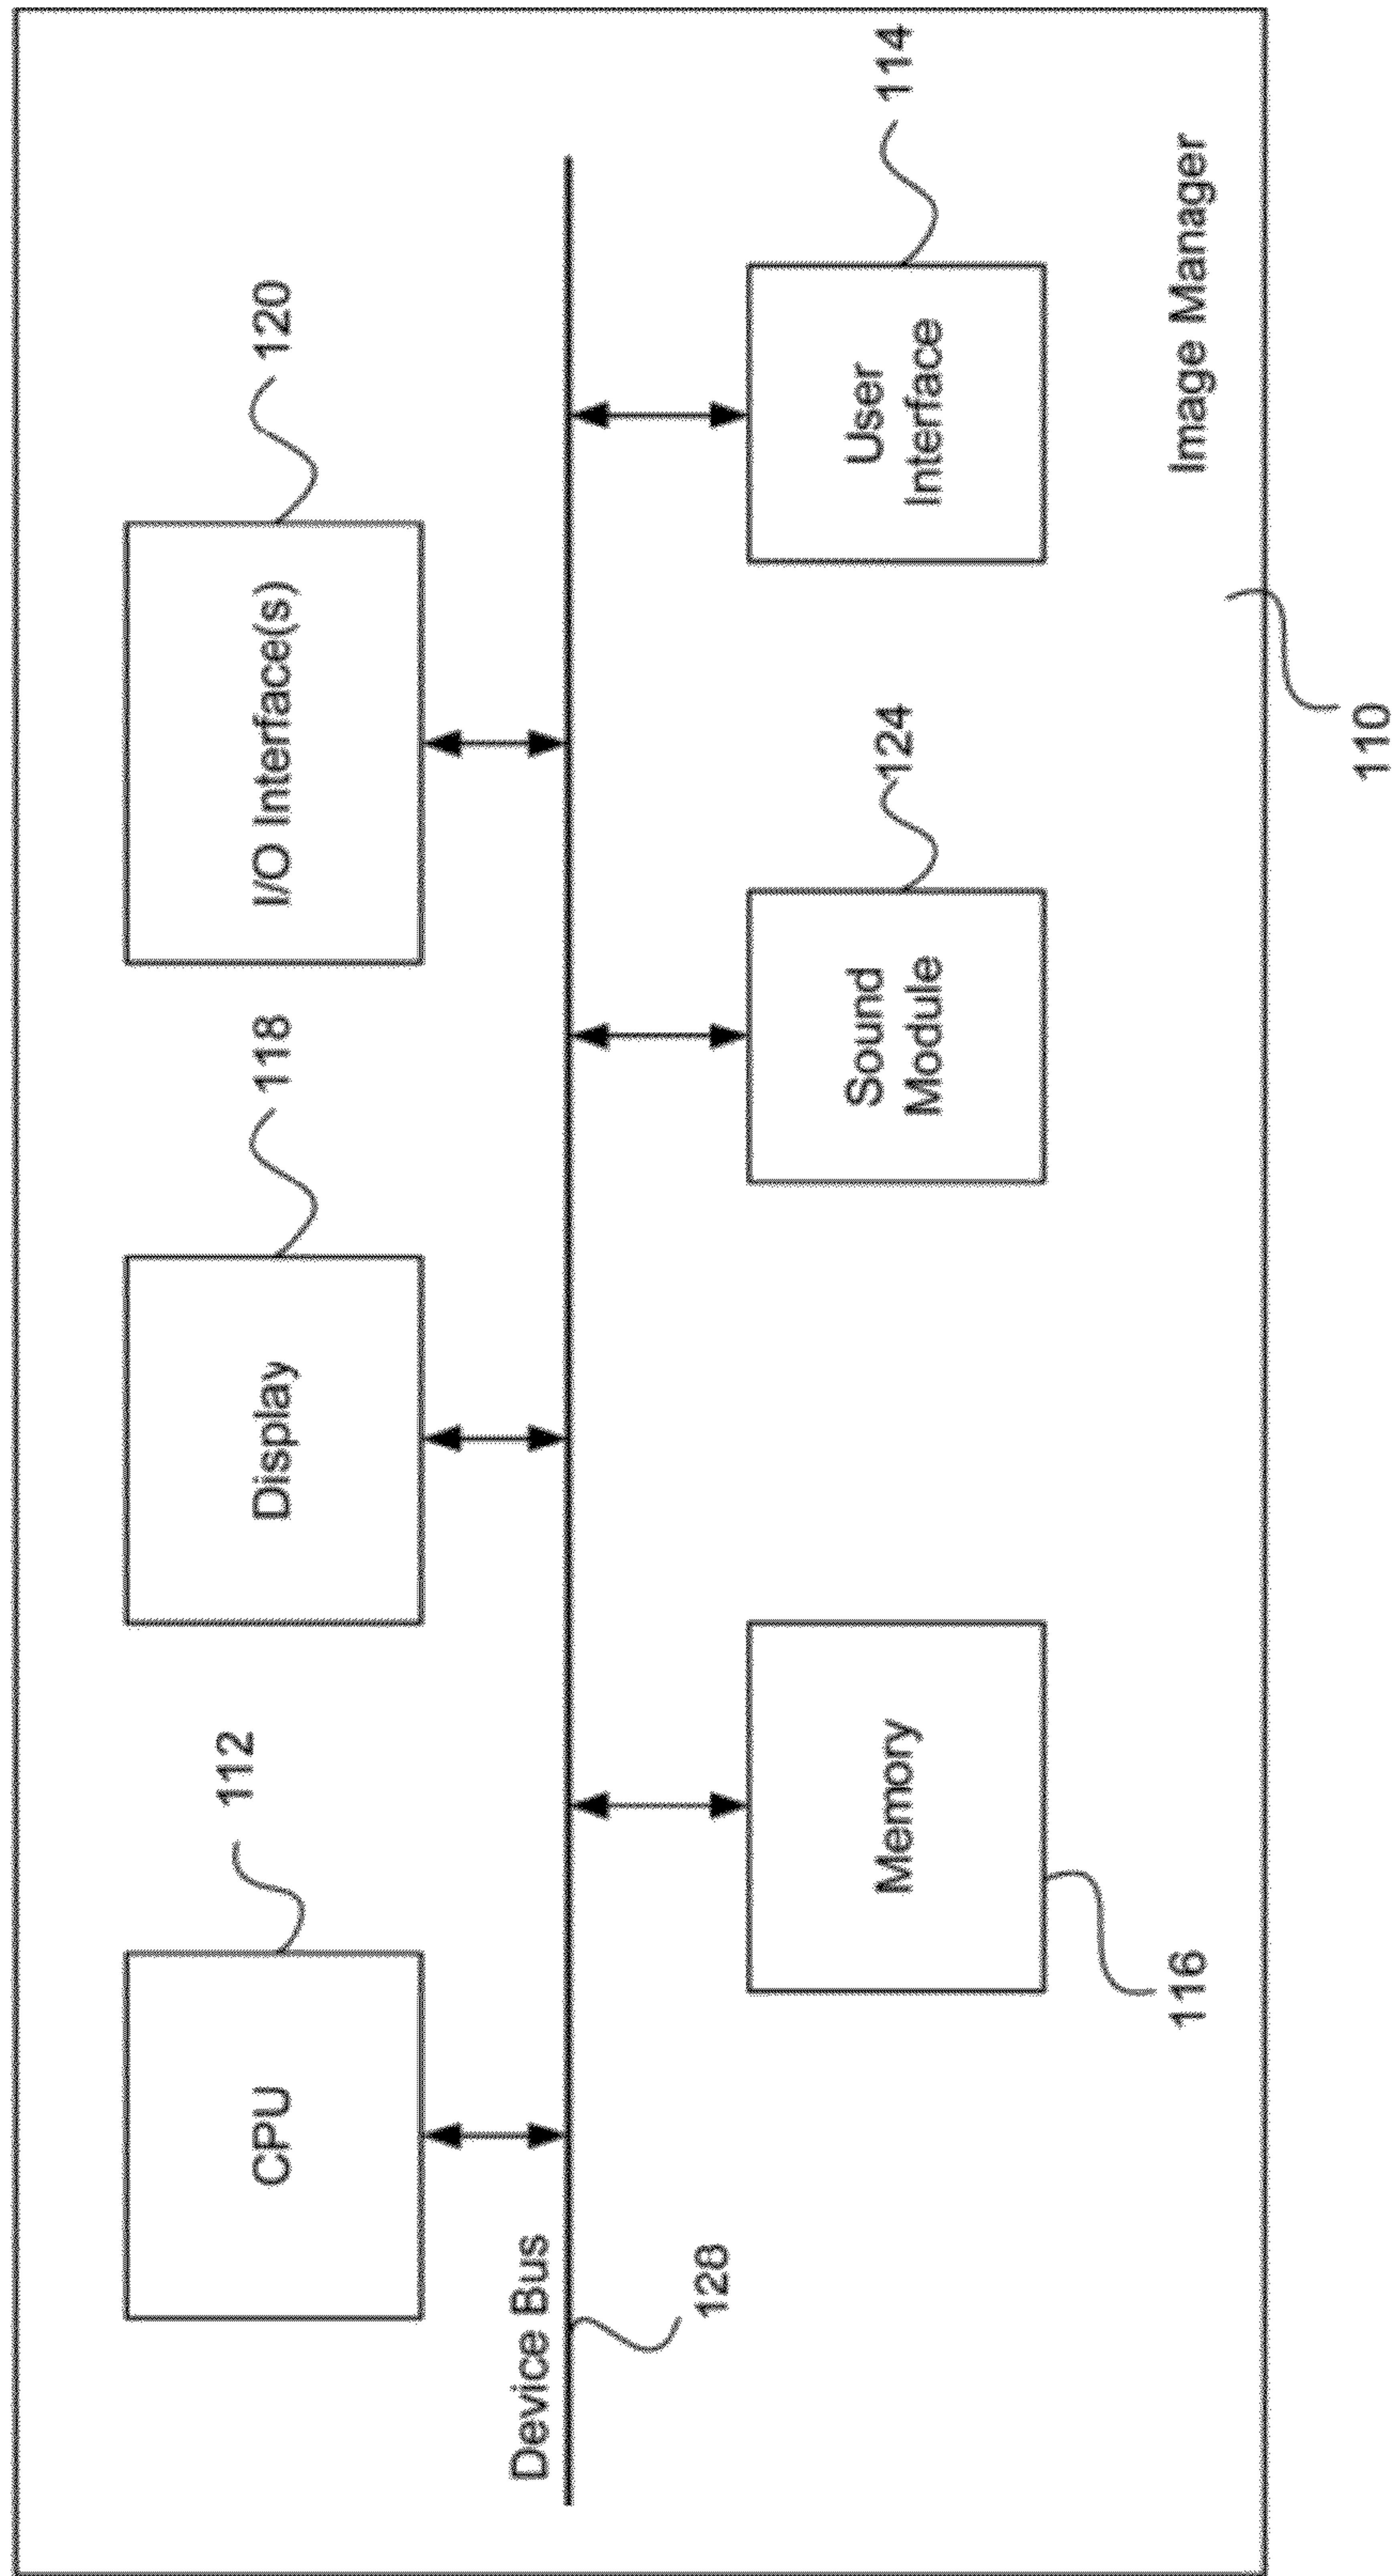 112
118
120
CPU
Display
I/O Interface(s)
Device Bus
128
Memory
Sound
Module
User
Interface
124
114
116
Image Manager
110